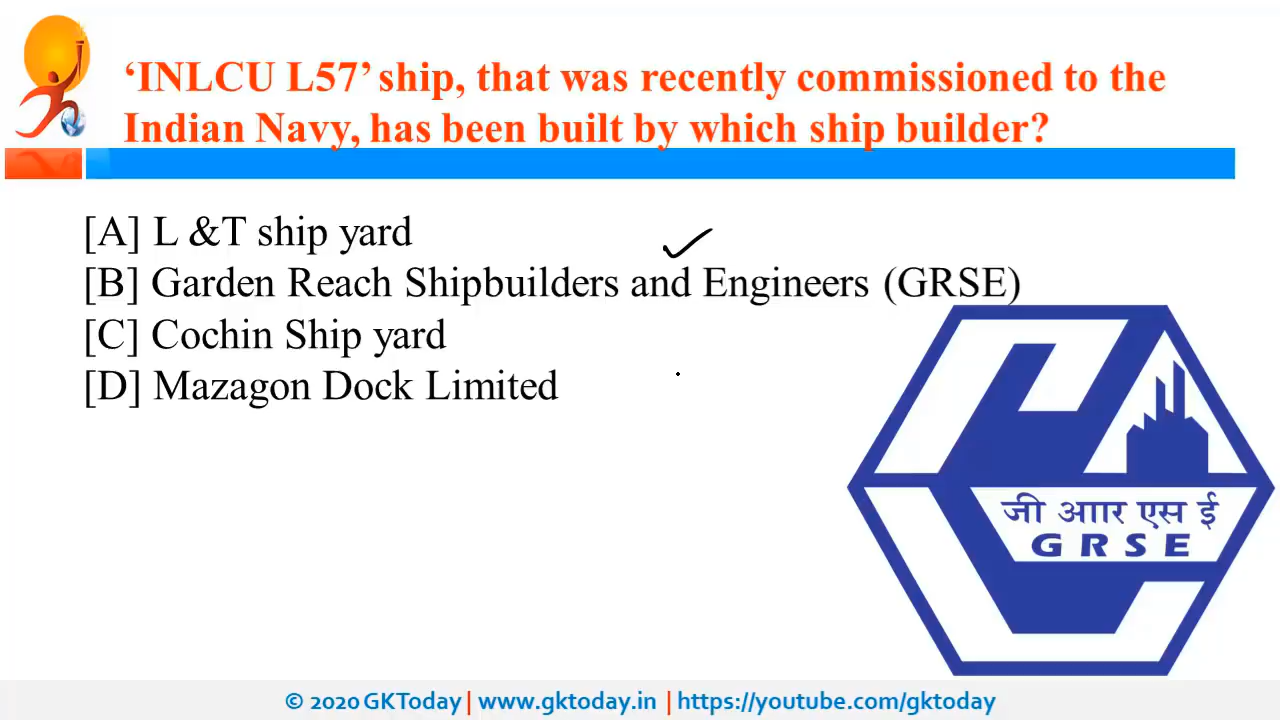 ‘INLCU L57’ ship, that was recently commissioned to the
Indian Navy, has been built by which ship builder?
[A] L &T ship yard
[B] Garden Reach Shipbuilders and Engineers (GRSE)
[C] Cochin Ship yard
[D] Mazagon Dock Limited
जी आार एस ई
GRSE
© 2020 GKToday | www.gktoday.in | https://youtube.com/gktoday